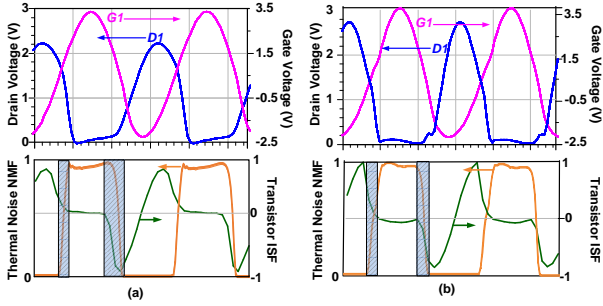 Drain Voltage (V)
3
2
1
0
G1
D1
3.5
1.5
-0.5
-2.5
Gate Voltage (V)
Drain Voltage (V)
3
2
1
0
G1
D1
3.5
1.5
-0.5
-2.5
Gate Voltage (V)
Thermal Noise NMF
1
0
1
0
-1
Transistor ISF
(a)
Thermal Noise NMF
1
0
1
0
-1
Transistor ISF
(b)